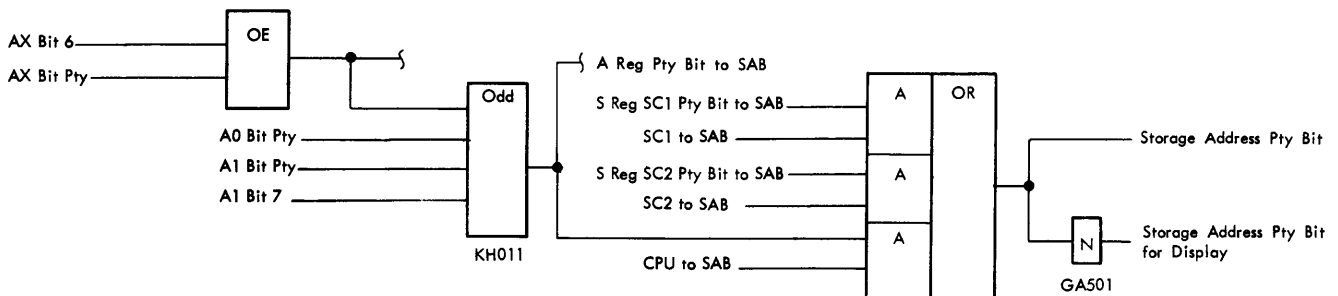 AX Bit 6
AX Bit Pty
OE
A0 Bit Pty
A1 Bit Pty
A1 Bit 7
Odd
KH011
A Reg Pty Bit to SAB
S Reg SC1 Pty Bit to SAB
SC1 to SAB
S Reg SC2 Pty Bit to SAB
SC2 to SAB
CPU to SAB
A
A
A
OR
Storage Address Pty Bit
N
GA501
Storage Address Pty Bit
for Display